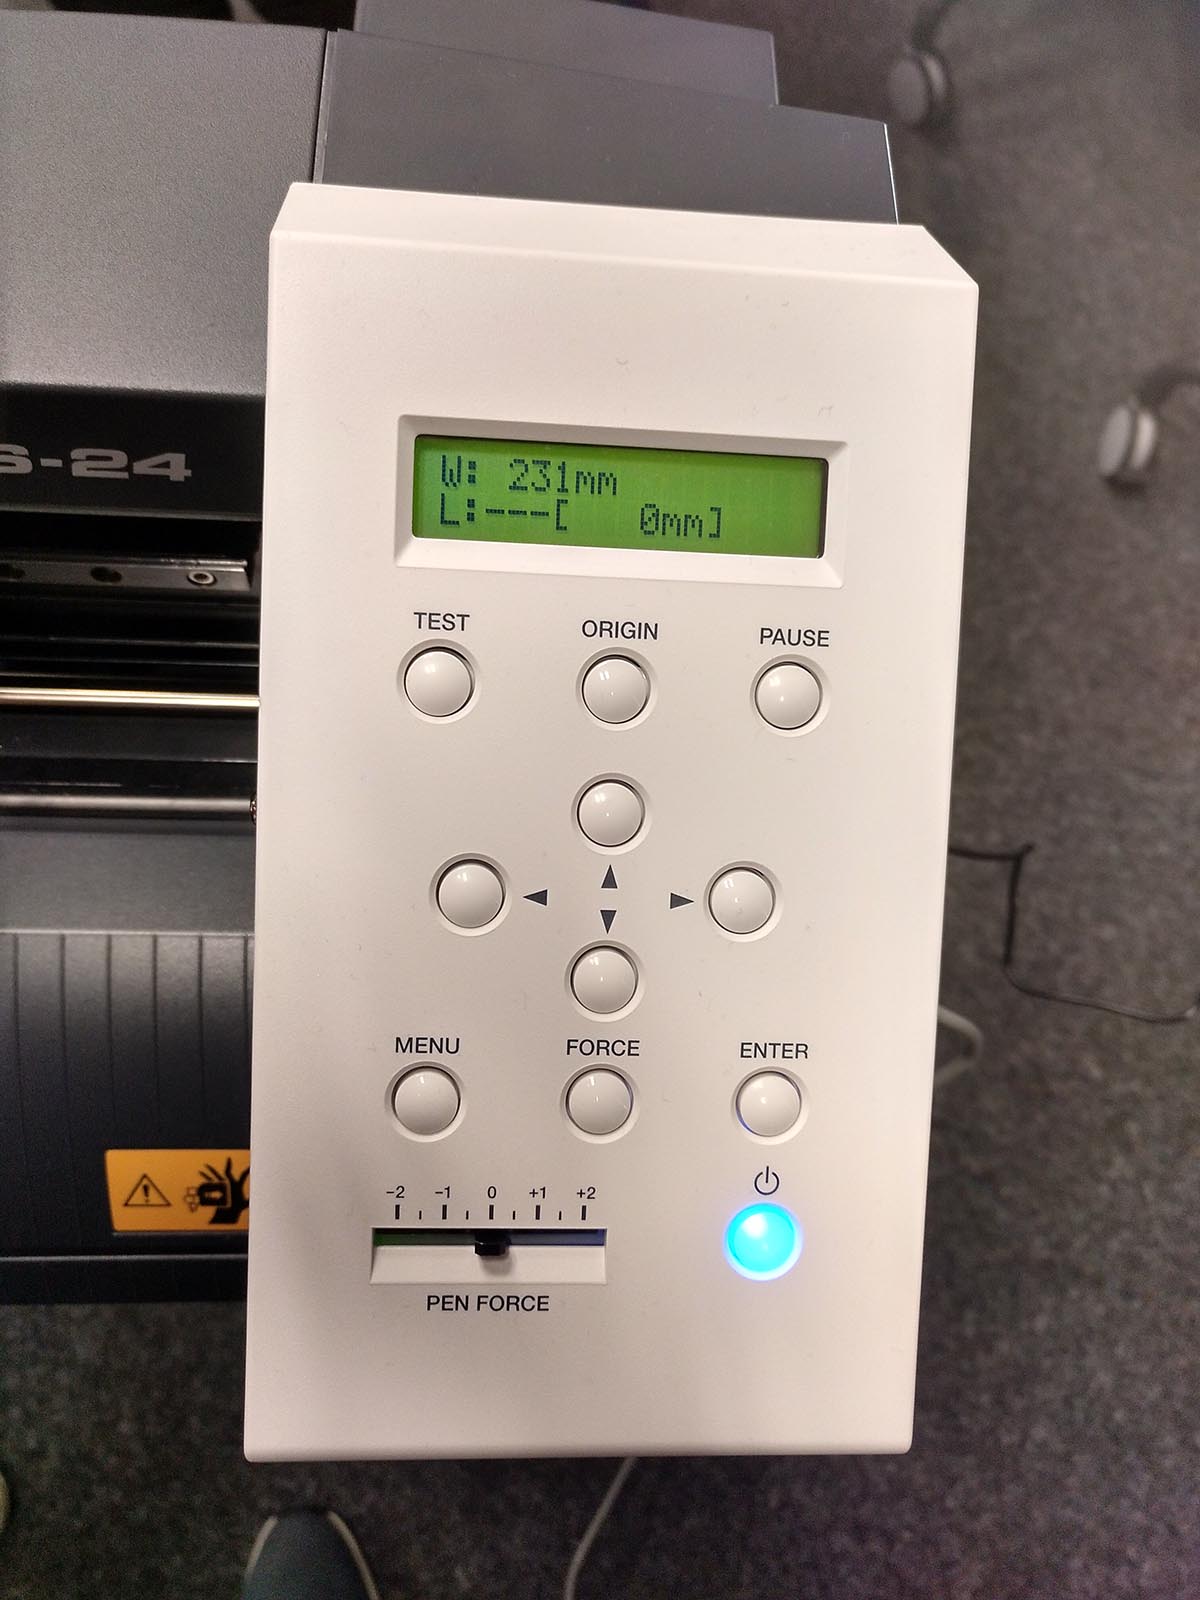 S-24
W: 231mm
L:---[ 0mm]
TEST ORIGIN PAUSE
MENU FORCE ENTER
-2 -1 0 +1 +2
PEN FORCE